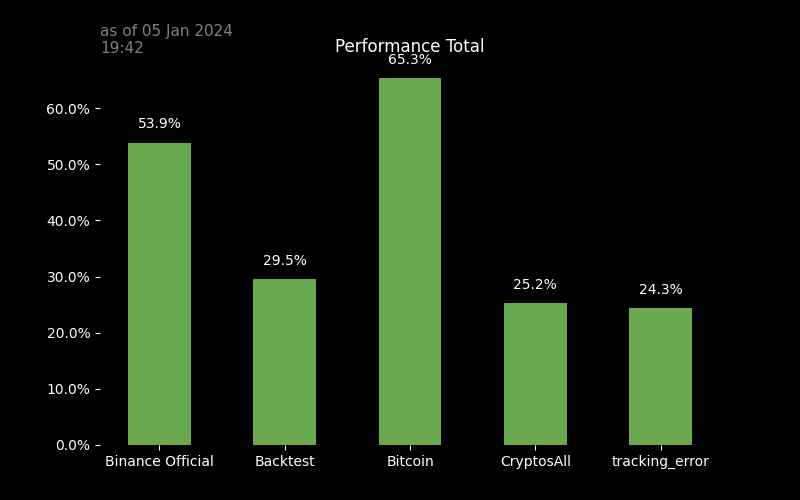 as of 05 Jan 2024
19:42
Performance Total
65.3%
60.0%
53.9%
50.0%
40.0%
30.0%
29.5%
25.2%
24.3%
20.0%
10.0%
0.0%
Binance Official
Backtest
Bitcoin
CryptosAll
tracking_error